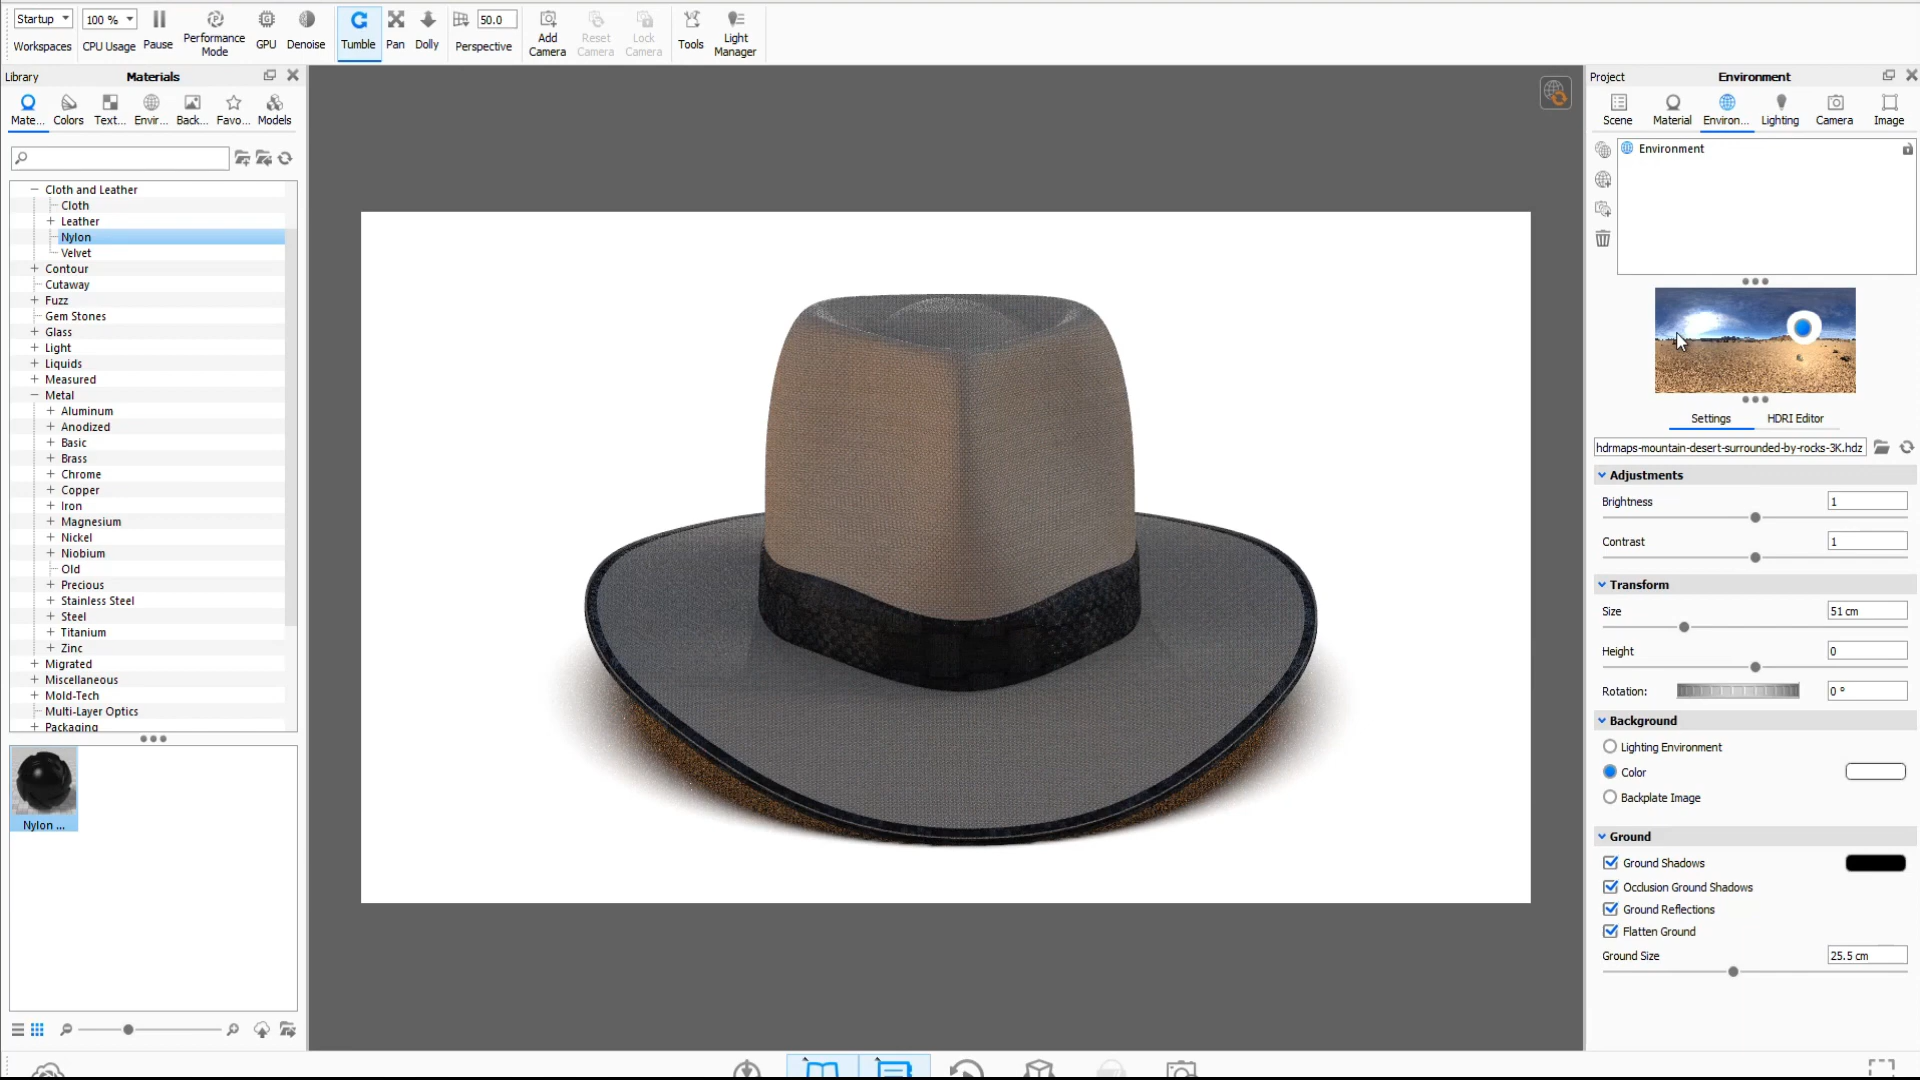 Startup
100 %
50.0
Workspaces
CPU Usage
Pause
Performance
Mode
GPU
Denoise
Tumble
Pan
Dolly
Perspective
Add
Camera
Reset
Camera
Lock
Camera
Tools
Light
Manager
Library
Materials
Mate...
Colors
Text...
Envir...
Back...
Favo...
Models
Cloth and Leather
Cloth
Leather
Nylon
Velvet
Contour
Cutaway
Fuzz
Gem Stones
Glass
Light
Liquids
Measured
Metal
Aluminum
Anodized
Basic
Brass
Chrome
Copper
Iron
Magnesium
Nickel
Niobium
Old
Precious
Stainless Steel
Steel
Titanium
Zinc
Migrated
Miscellaneous
Mold-Tech
Multi-Layer Optics
Packaging
Nylon ...
Project
Environment
Scene
Material
Environ...
Lighting
Camera
Image
Environment
Settings
HDRI Editor
hdrmaps-mountain-desert-surrounded-by-rocks-3K.hdz
Adjustments
Brightness
1
Contrast
1
Transform
Size
51 cm
Height
0
Rotation:
0 °
Background
Lighting Environment
Color
Backplate Image
Ground
Ground Shadows
Occlusion Ground Shadows
Ground Reflections
Flatten Ground
Ground Size
25.5 cm